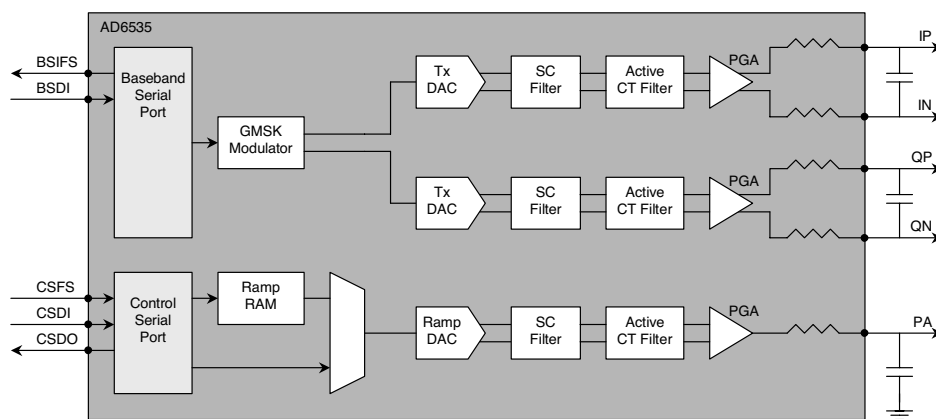 AD6535
BSIFS
BSDI
Baseband
Serial
Port
GMSK
Modulator
Tx
DAC
SC
Filter
Active
CT Filter
PGA
IP
IN
Tx
DAC
SC
Filter
Active
CT Filter
PGA
QP
QN
CSFS
CSDI
CSDO
Control
Serial
Port
Ramp
RAM
Ramp
DAC
SC
Filter
Active
CT Filter
PGA
PA